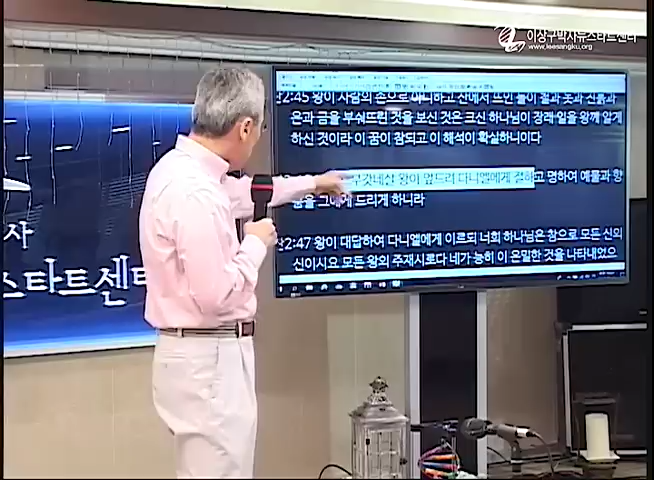 이상구박사뉴스타트센터
www.leesangku.org
단2:45 왕이 사람의 손으로 아니하고 산에서 뜨인 돌이 철과 놋과 진흙과
은과 금을 부숴뜨린 것을 보신 것은 크신 하나님이 장래 일을 왕께 알게
하신 것이라 이 꿈이 참되고 이 해석이 확실하니이다
왕이 엎드려 다니엘에게 절하고 명하여 예물과 향
그에게 드리게 하니라
단2:47 왕이 대답하여 다니엘에게 이르되 너희 하나님은 참으로 모든 신의
신이시요 모든 왕의 주재시로다 네가 능히 이 은밀한 것을 나타내었으
사
스타트센터